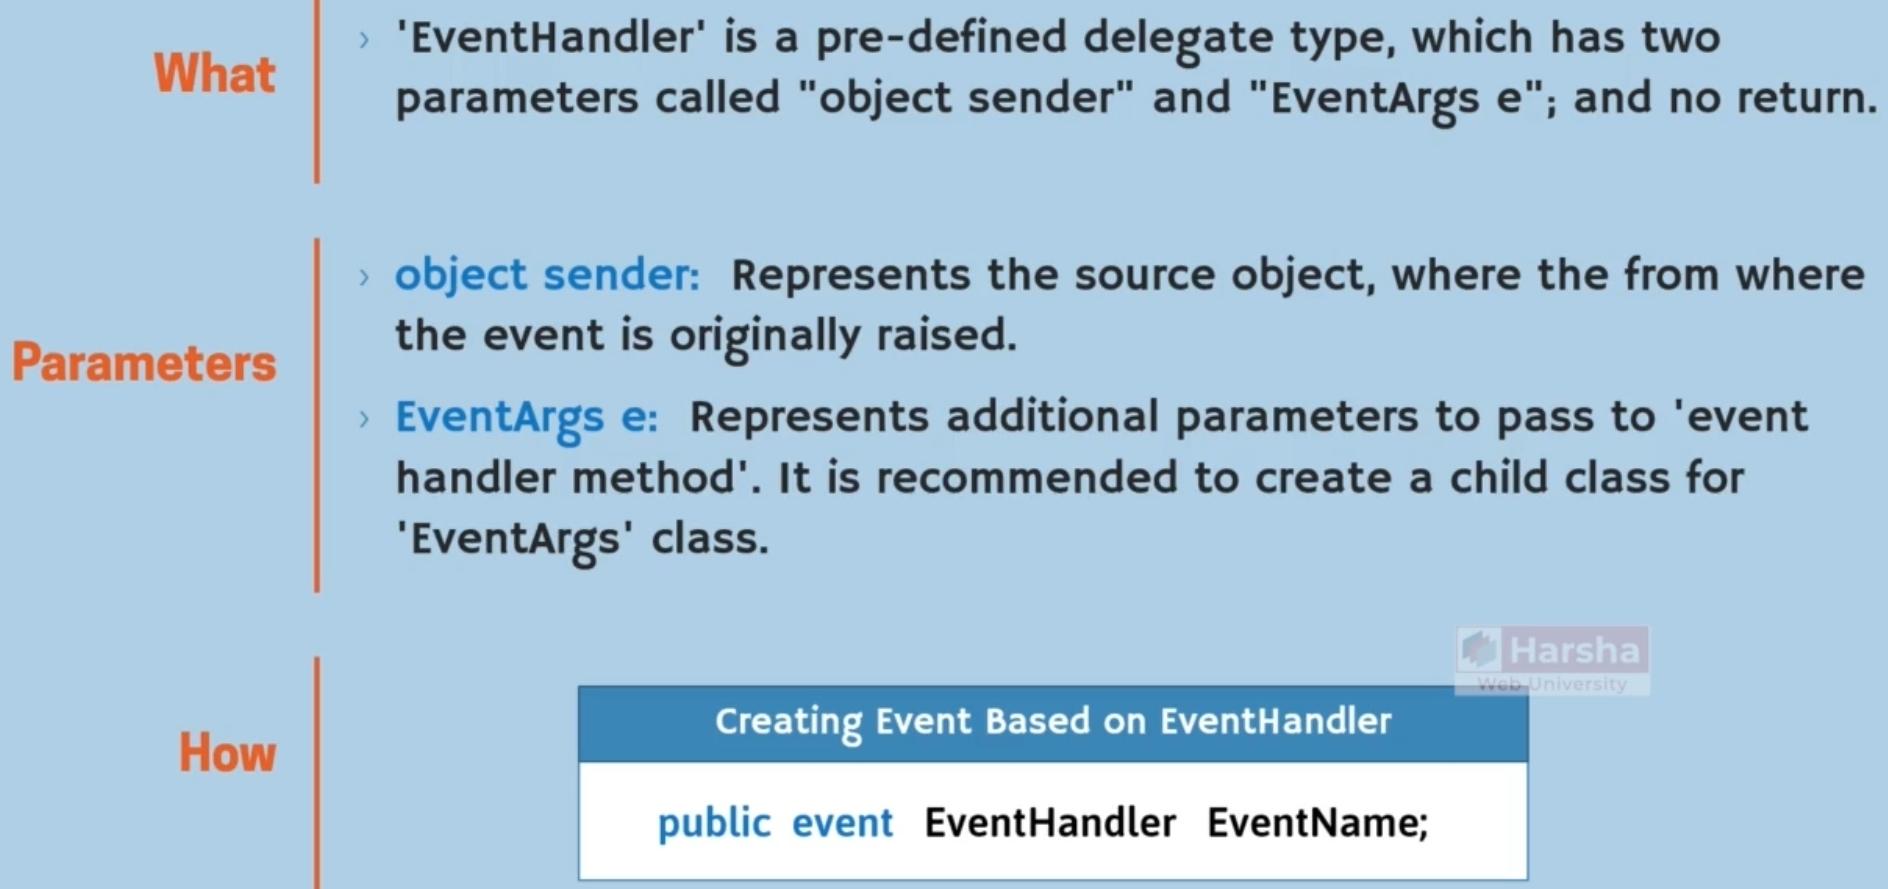 What
› 'EventHandler' is a pre-defined delegate type, which has two
parameters called "object sender" and "EventArgs e"; and no return.
Parameters
› object sender: Represents the source object, where the from where
the event is originally raised.
› EventArgs e: Represents additional parameters to pass to 'event
handler method'. It is recommended to create a child class for
'EventArgs' class.
Harsha
Web University
How
Creating Event Based on EventHandler
public event EventHandler EventName;